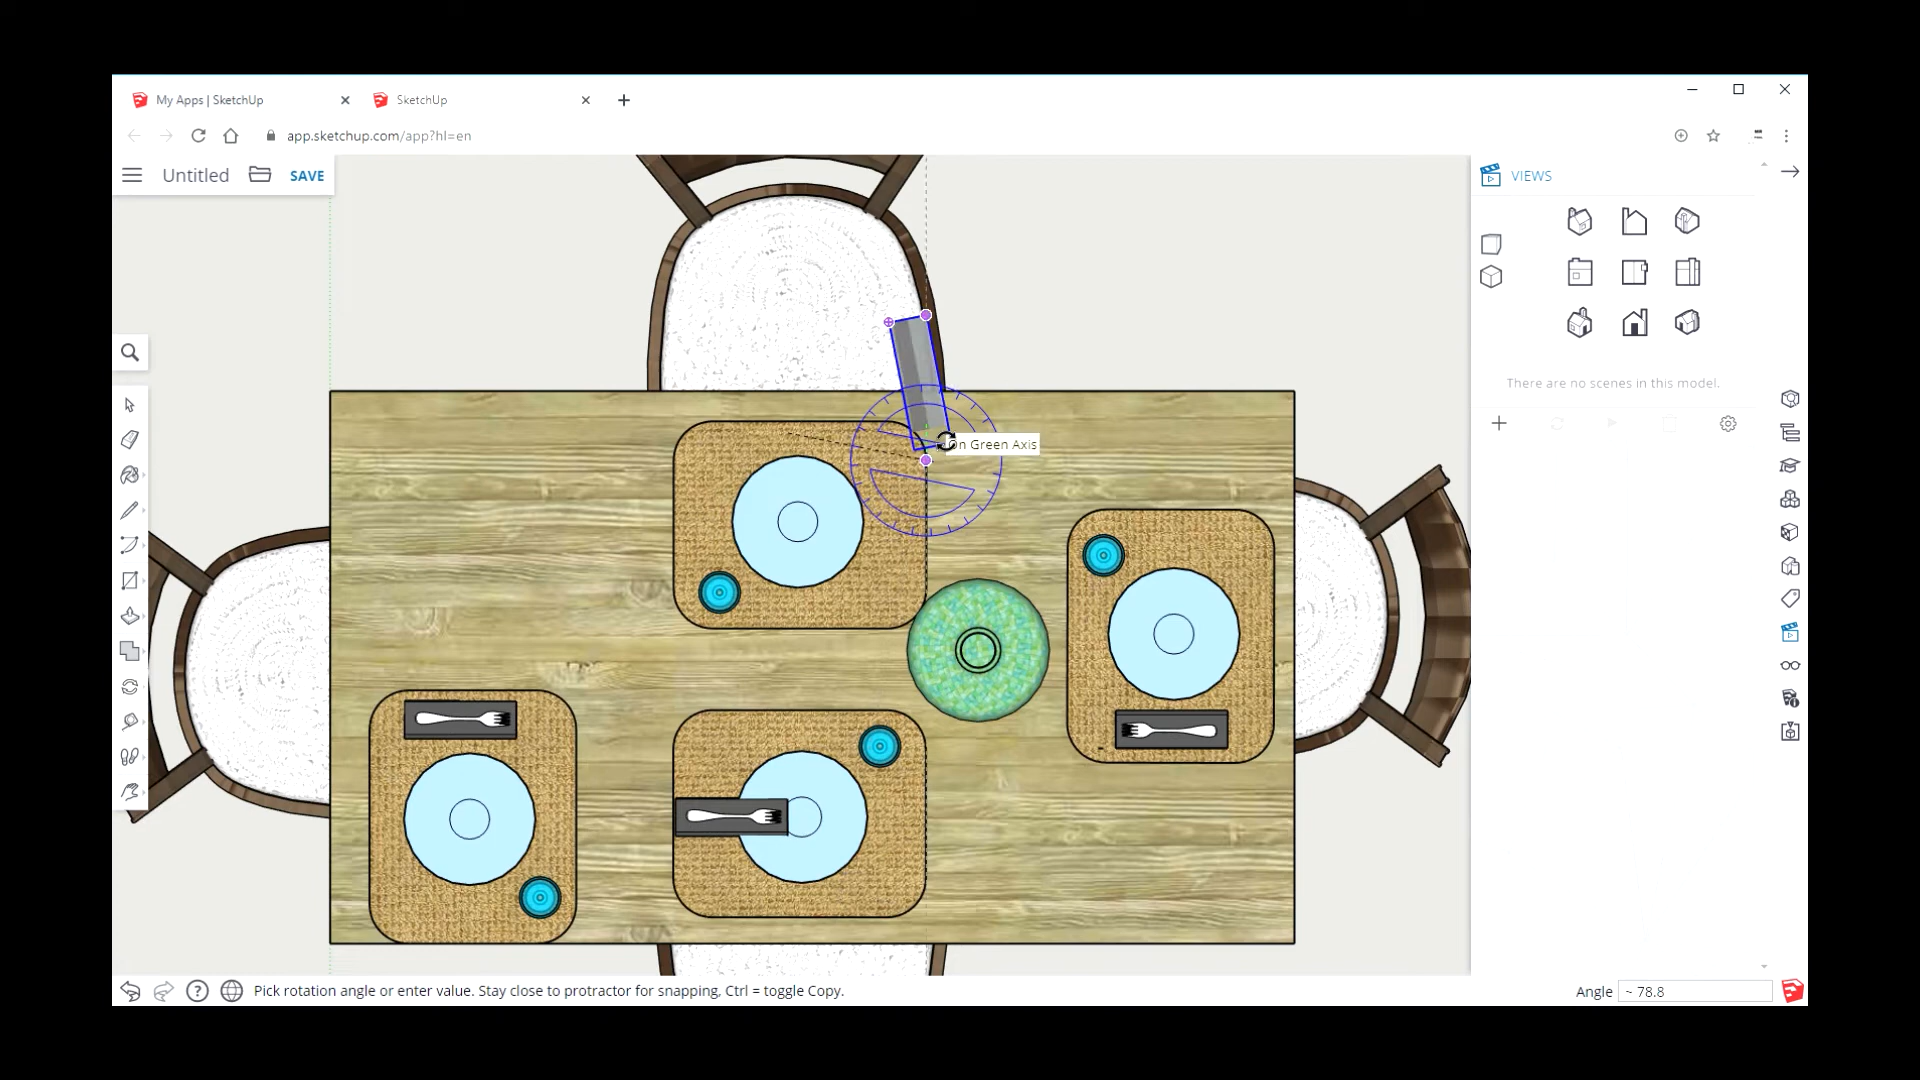 My Apps | SketchUp
SketchUp
app.sketchup.com/app?hl=en
Untitled
SAVE
VIEWS
There are no scenes in this model.
On Green Axis
Pick rotation angle or enter value. Stay close to protractor for snapping, Ctrl = toggle Copy.
Angle
~ 78.8